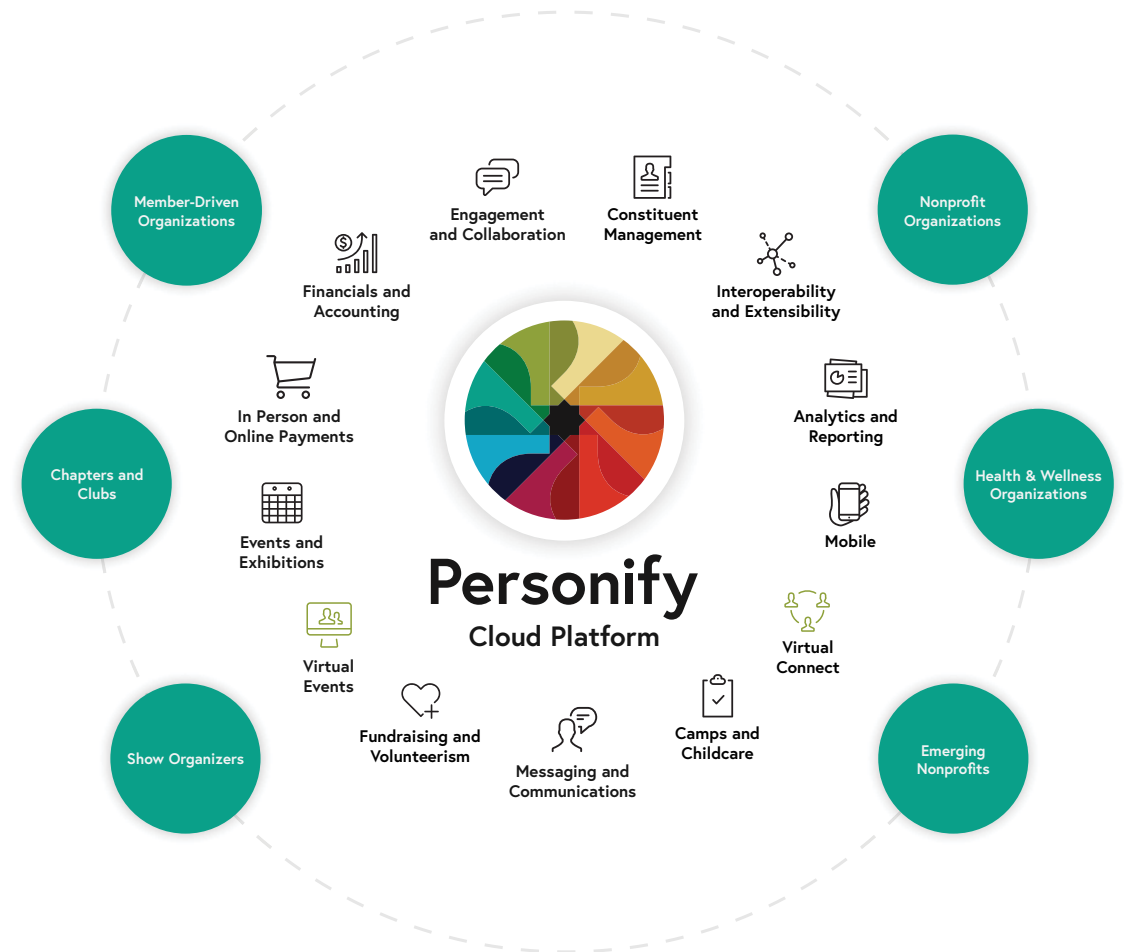 Member-Driven
Organizations
Nonprofit
Organizations
Engagement
and Collaboration
Constituent
Management
Financials and
Accounting
Interoperability
and Extensibility
In Person and
Online Payments
Analytics and
Reporting
Chapters and
Clubs
Health & Wellness
Organizations
Events and
Exhibitions
Mobile
Personify
Cloud Platform
Virtual
Events
Virtual
Connect
Fundraising and
Volunteerism
Camps and
Childcare
Messaging and
Communications
Show Organizers
Emerging
Nonprofits